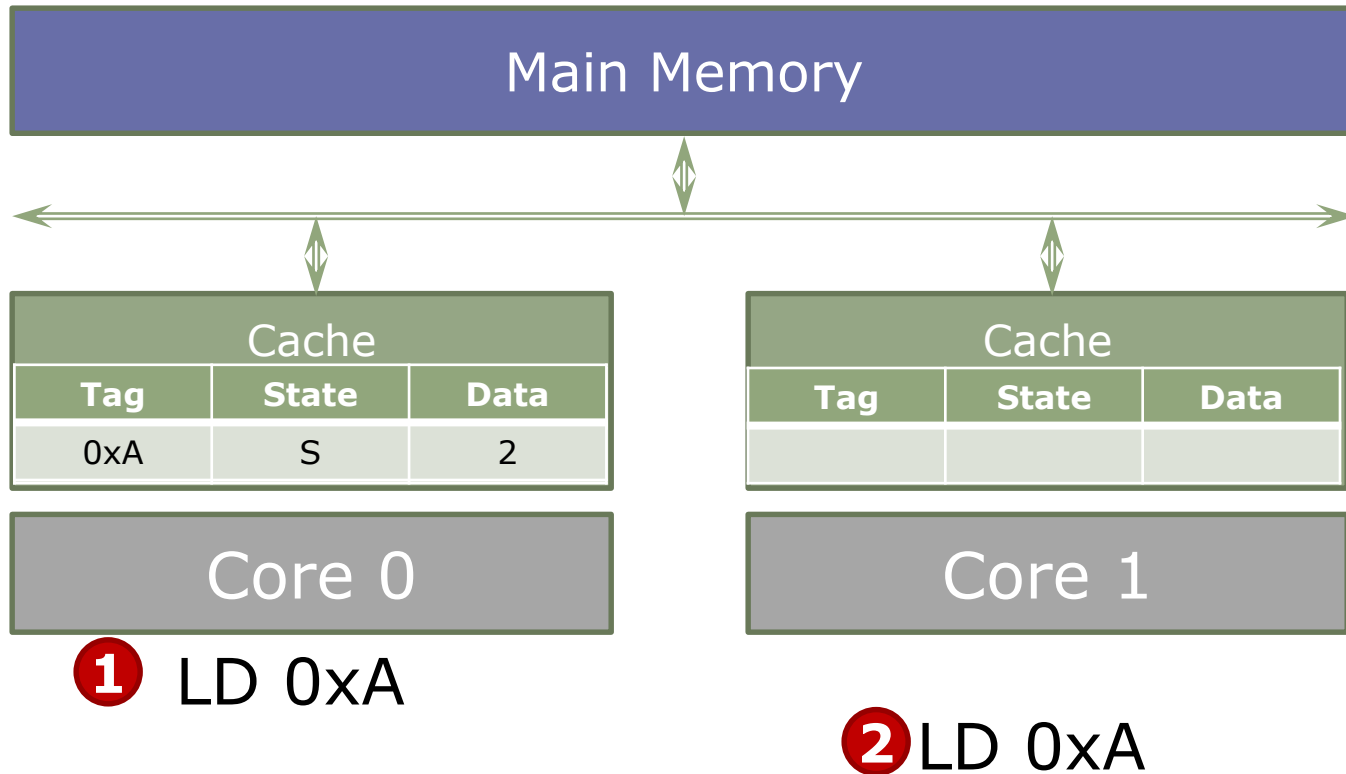 Main Memory
Cache
Tag State Data
0xA S 2
Cache
Tag State Data
Core 0
Core 1
1 LD 0xA
2 LD 0xA